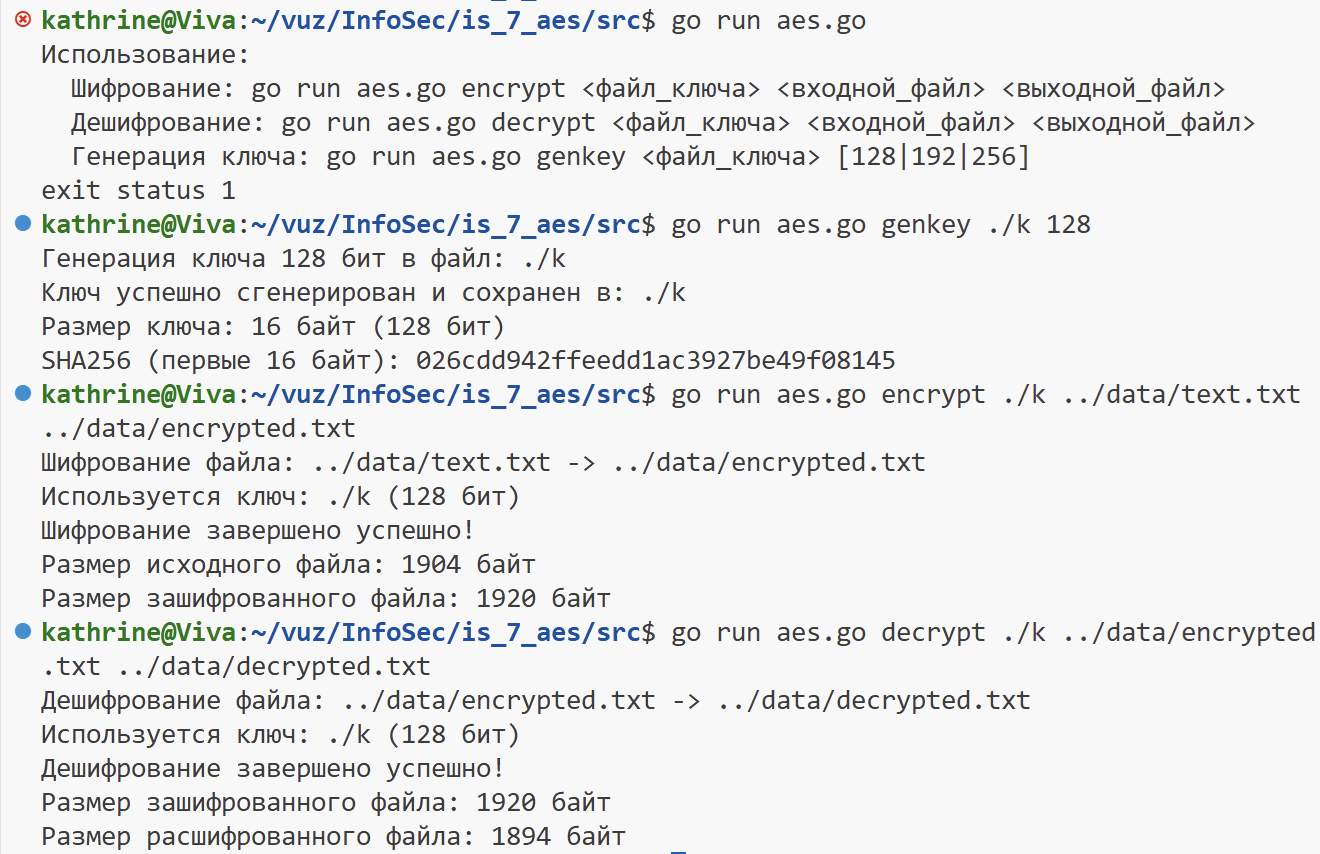 kathrine@Viva:~/vuz/InfoSec/is_7_aes/src$ go run aes.go
Использование:
  Шифрование: go run aes.go encrypt <файл_ключа> <входной_файл> <выходной_файл>
  Дешифрование: go run aes.go decrypt <файл_ключа> <входной_файл> <выходной_файл>
  Генерация ключа: go run aes.go genkey <файл_ключа> [128|192|256]
exit status 1
kathrine@Viva:~/vuz/InfoSec/is_7_aes/src$ go run aes.go genkey ./k 128
Генерация ключа 128 бит в файл: ./k
Ключ успешно сгенерирован и сохранен в: ./k
Размер ключа: 16 байт (128 бит)
SHA256 (первые 16 байт): 026cdd942ffeedd1ac3927be49f08145
kathrine@Viva:~/vuz/InfoSec/is_7_aes/src$ go run aes.go encrypt ./k ../data/text.txt
../data/encrypted.txt
Шифрование файла: ../data/text.txt -> ../data/encrypted.txt
Используется ключ: ./k (128 бит)
Шифрование завершено успешно!
Размер исходного файла: 1904 байт
Размер зашифрованного файла: 1920 байт
kathrine@Viva:~/vuz/InfoSec/is_7_aes/src$ go run aes.go decrypt ./k ../data/encrypted
.txt ../data/decrypted.txt
Дешифрование файла: ../data/encrypted.txt -> ../data/decrypted.txt
Используется ключ: ./k (128 бит)
Дешифрование завершено успешно!
Размер зашифрованного файла: 1920 байт
Размер расшифрованного файла: 1894 байт